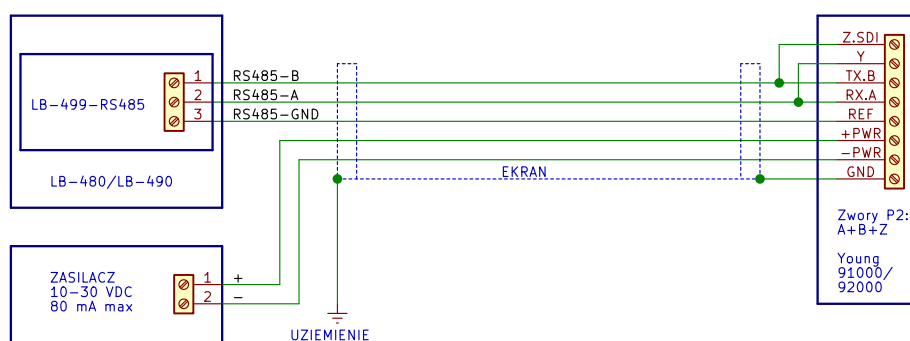 LB-499-RS485
1
2
3
LB-480/LB-490
RS485-B
RS485-A
RS485-GND
EKRAN
UZIEMIENIE
ZASILACZ
10-30 VDC
80 mA max
1
2
+
-
Z.SDI
Y
TX.B
RX.A
REF
+PWR
-PWR
GND
Zwory P2:
A+B+Z
Young
91000/
92000